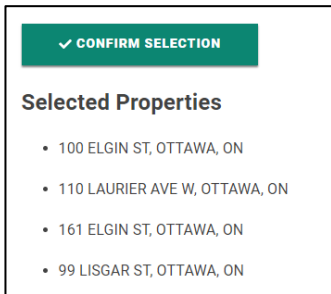 CONFIRM SELECTION
Selected Properties
100 ELGIN ST, OTTAWA, ON
110 LAURIER AVE W, OTTAWA, ON
161 ELGIN ST, OTTAWA, ON
99 LISGAR ST, OTTAWA, ON